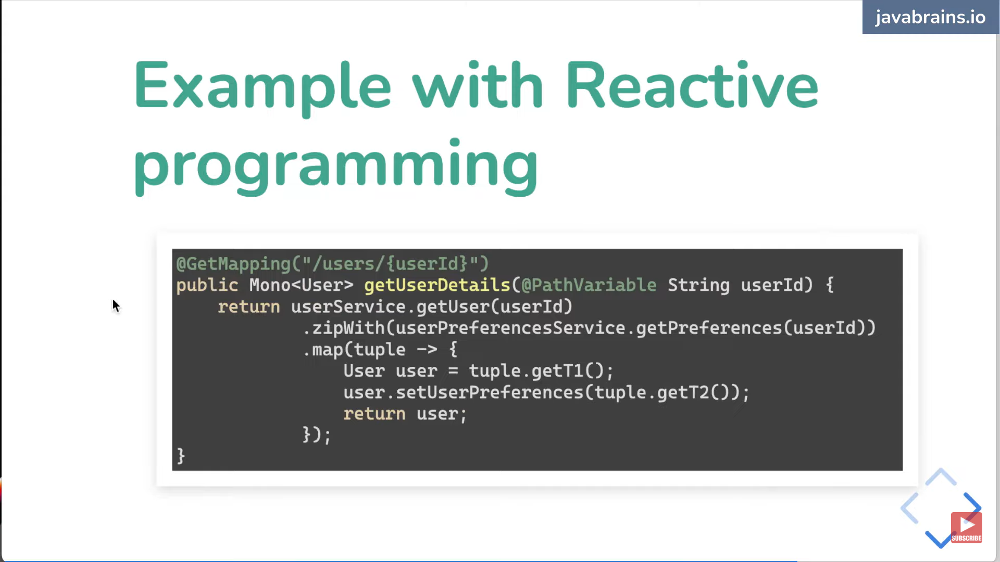 javabrains.io
Example with Reactive
programming
@GetMapping("/users/{userId}")
public Mono<User> getUserDetails(@PathVariable String userId) {
    return userService.getUser(userId)
            .zipWith(userPreferencesService.getPreferences(userId))
            .map(tuple -> {
                User user = tuple.getT1();
                user.setUserPreferences(tuple.getT2());
                return user;
            });
}
SUBSCRIBE